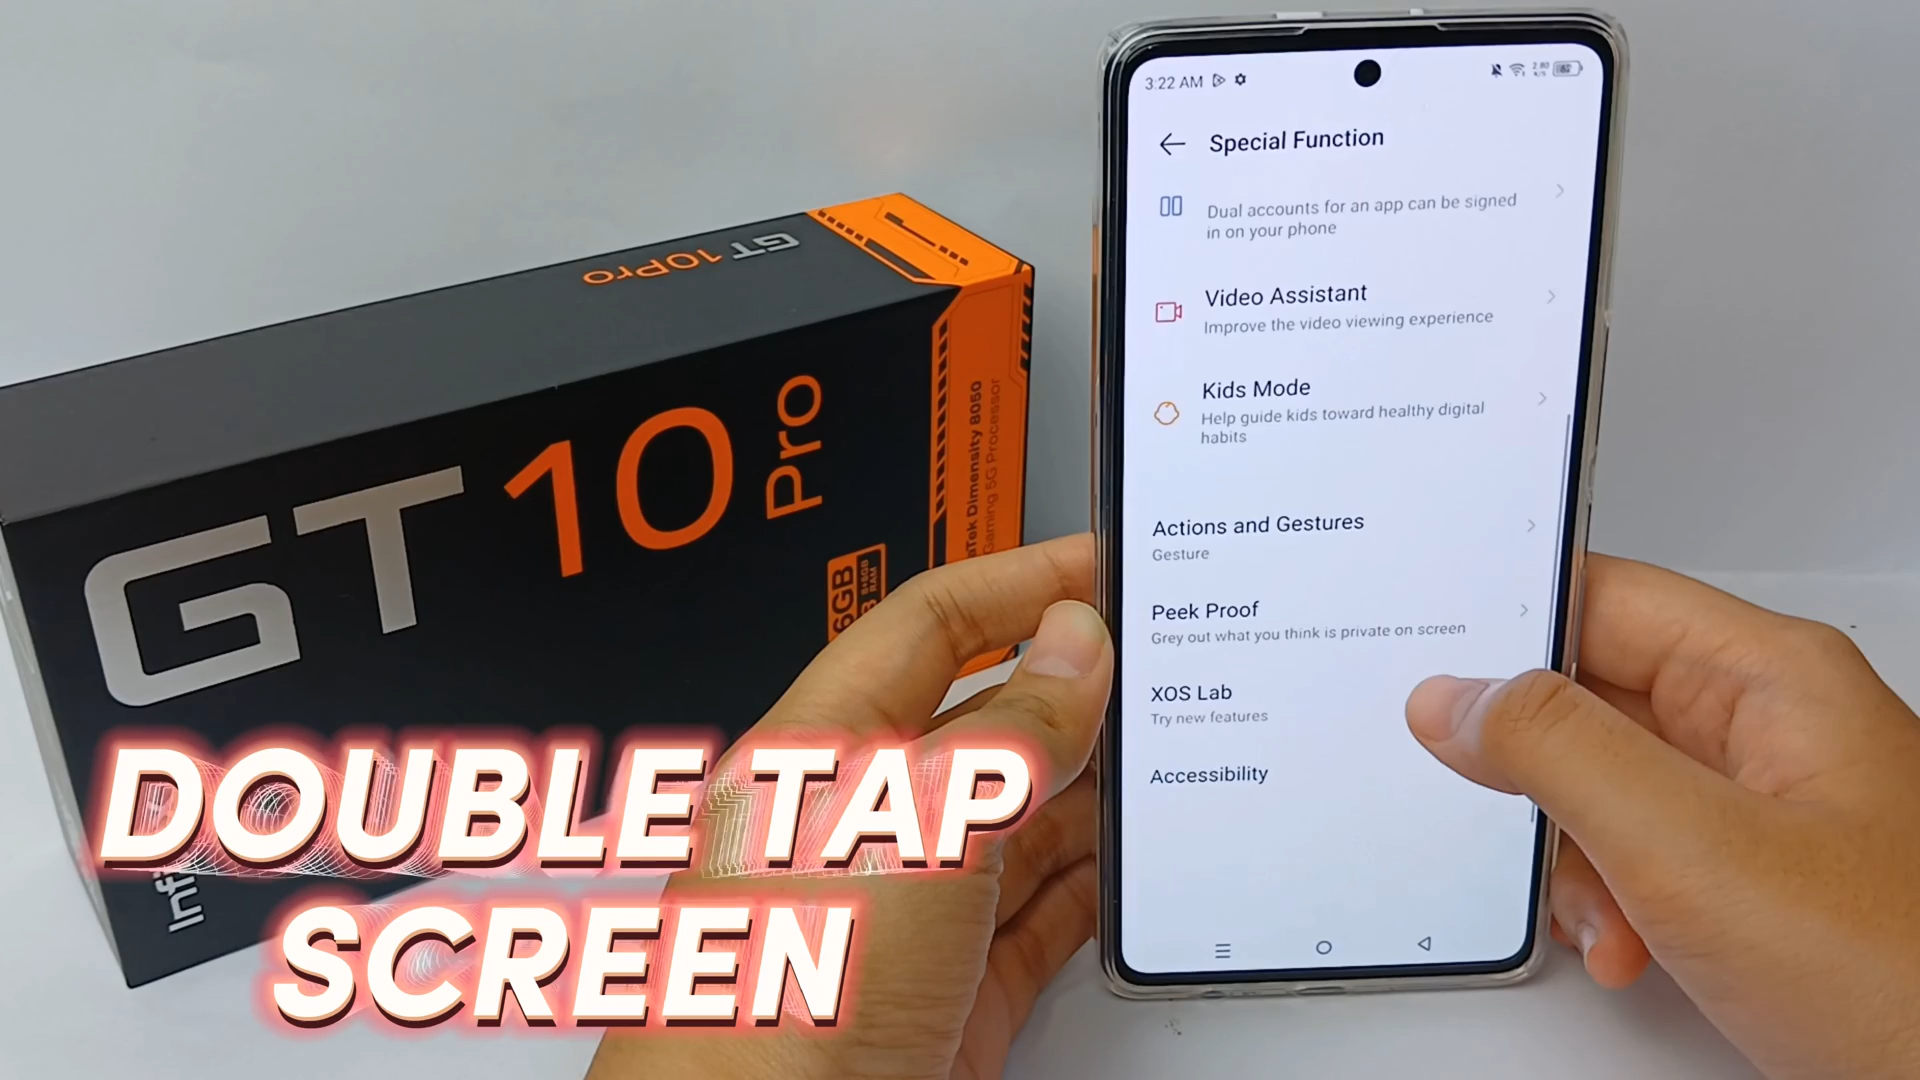 GT 10Pro
GT 10 Pro
Dimensity 8050
Gaming 5G Processor
8+8GB
RAM
DOUBLE TAP
SCREEN
3:22 AM
Special Function
Dual accounts for an app can be signed
in on your phone
Video Assistant
Improve the video viewing experience
Kids Mode
Help guide kids toward healthy digital
habits
Actions and Gestures
Gesture
Peek Proof
Grey out what you think is private on screen
XOS Lab
Try new features
Accessibility